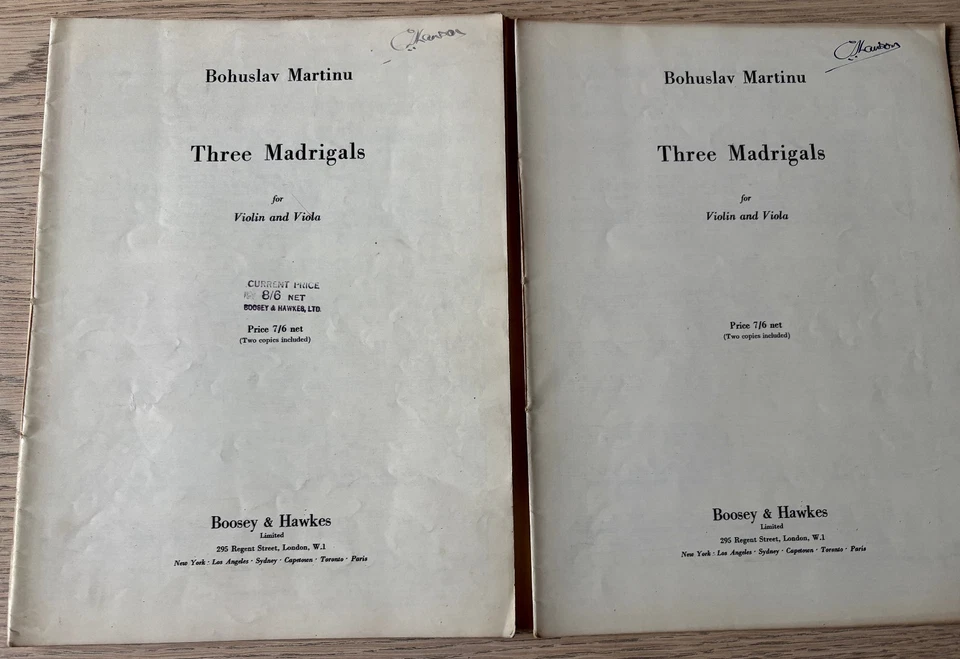 Bohuslav Martinu
Three Madrigals
for
Violin and Viola
CURRENT PRICE
8/6 NET
BOOSEY & HAWKES, LTD.
Price 7/6 net
(Two copies included)
Boosey & Hawkes
Limited
295 Regent Street, London, W.1
New York · Los Angeles · Sydney · Capetown · Toronto · Paris
Bohuslav Martinu
Three Madrigals
for
Violin and Viola
Price 7/6 net
(Two copies included)
Boosey & Hawkes
Limited
295 Regent Street, London, W.1
New York · Los Angeles · Sydney · Capetown · Toronto · Paris